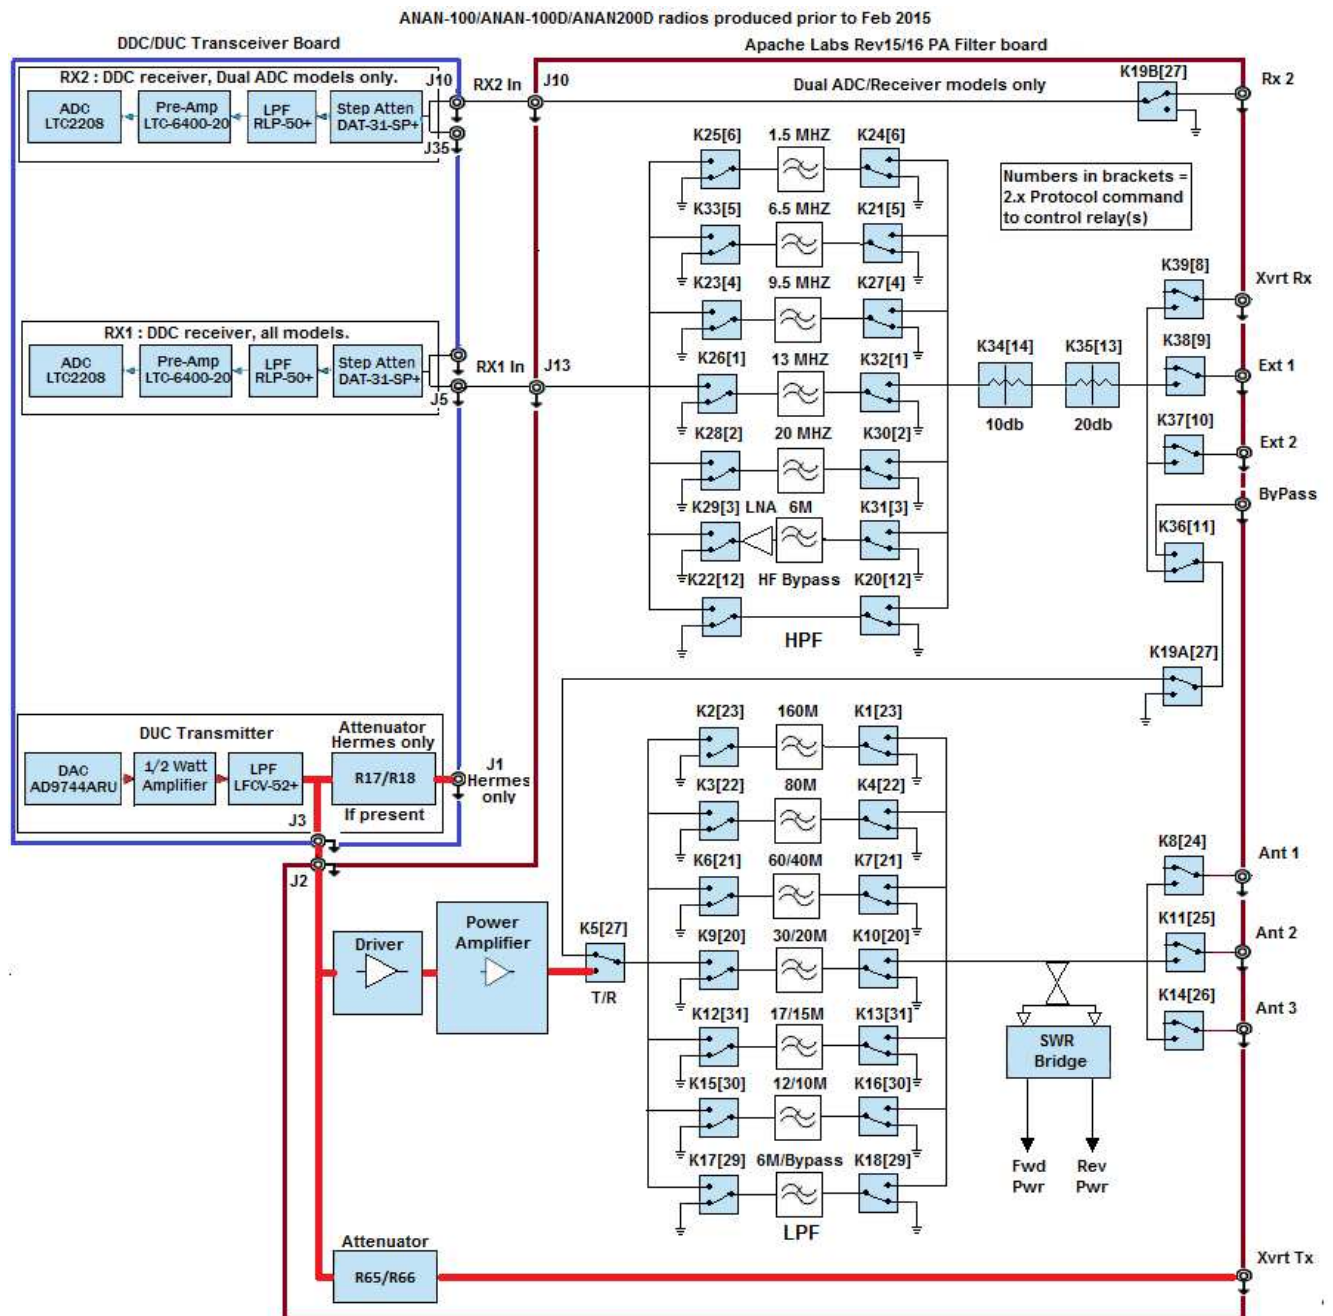 ANAN-100/ANAN-100D/ANAN200D radios produced prior to Feb 2015
DDC/DUC Transceiver Board
Apache Labs Rev15/16 PA Filter board
RX2 : DDC receiver, Dual ADC models only.
ADC
LTC2208
Pre-Amp
LTC-6400-20
LPF
RLP-50+
Step Atten
DAT-31-SP+
J10
J35
RX2 In
J10
Dual ADC/Receiver models only
K19B[27]
Rx 2
K25[6]
1.5 MHZ
K24[6]
Numbers in brackets =
2.x Protocol command
to control relay(s)
K33[5]
6.5 MHZ
K21[5]
K23[4]
9.5 MHZ
K27[4]
K39[8]
Xvrt Rx
RX1 : DDC receiver, all models.
ADC
LTC2208
Pre-Amp
LTC-6400-20
LPF
RLP-50+
Step Atten
DAT-31-SP+
J5
RX1 In
J13
K26[1]
13 MHZ
K32[1]
K34[14]
10db
K35[13]
20db
K38[9]
Ext 1
K28[2]
20 MHZ
K30[2]
K37[10]
Ext 2
K29[3]
LNA
6M
K31[3]
ByPass
K36[11]
K22[12]
HF Bypass
K20[12]
HPF
K19A[27]
DUC Transmitter
Attenuator
Hermes only
DAC
AD9744ARU
1/2 Watt
Amplifier
LPF
LFCV-52+
R17/R18
If present
J1
Hermes
only
J3
J2
K2[23]
160M
K1[23]
K3[22]
80M
K4[22]
K6[21]
60/40M
K7[21]
K8[24]
Ant 1
Driver
Power
Amplifier
K5[27]
T/R
K9[20]
30/20M
K10[20]
K11[25]
Ant 2
K12[31]
17/15M
K13[31]
K14[26]
Ant 3
SWR
Bridge
K15[30]
12/10M
K16[30]
Fwd
Pwr
Rev
Pwr
K17[29]
6M/Bypass
K18[29]
LPF
Attenuator
R65/R66
Xvrt Tx